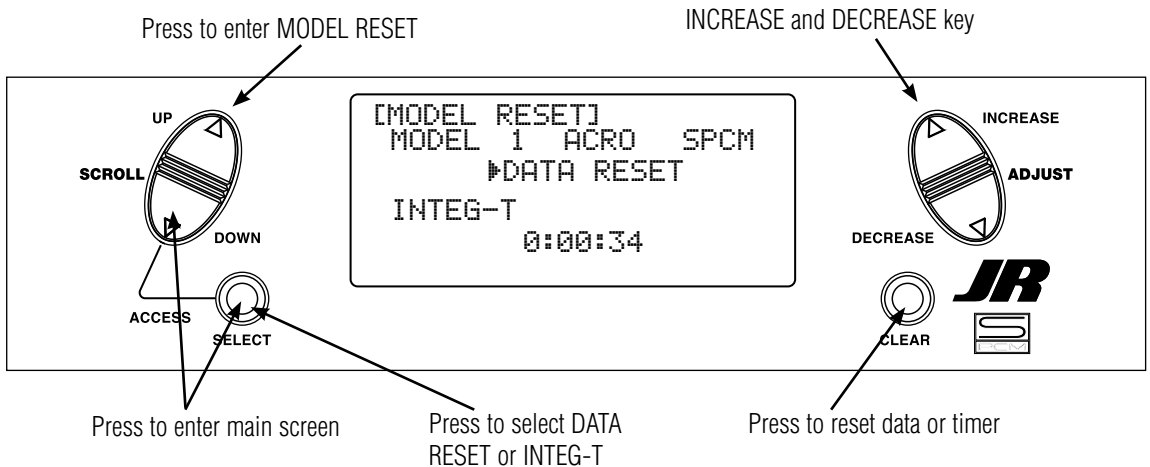 Press to enter MODEL RESET
INCREASE and DECREASE key
UP
SCROLL
DOWN
ACCESS
SELECT
[MODEL RESET]
MODEL 1 ACRO SPCM
DATA RESET
INTEG-T
0:00:34
INCREASE
ADJUST
DECREASE
CLEAR
JR
S
PCM
Press to enter main screen
Press to select DATA
RESET or INTEG-T
Press to reset data or timer